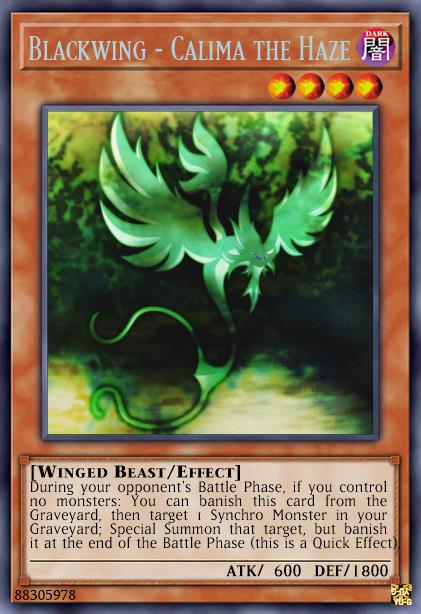 Blackwing - Calima the Haze
DARK
闇
[Winged Beast/Effect]
During your opponent's Battle Phase, if you control
no monsters: You can banish this card from the
Graveyard, then target 1 Synchro Monster in your
Graveyard; Special Summon that target, but banish
it at the end of the Battle Phase (this is a Quick Effect).
ATK/ 600 DEF/1800
88305978